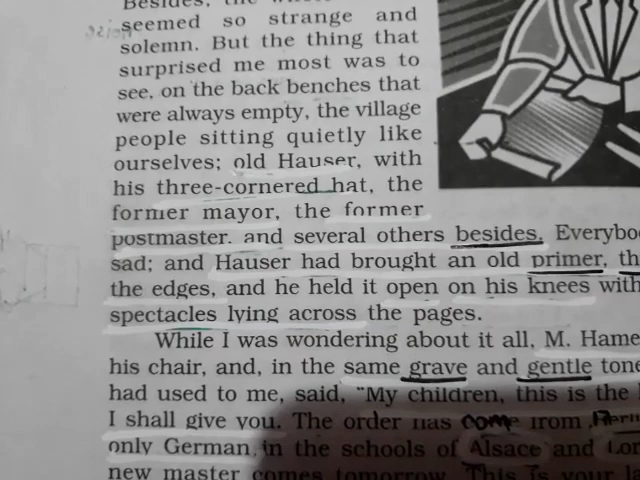 Besides, the
seemed so strange and
solemn. But the thing that
surprised me most was to
see, on the back benches that
were always empty, the village
people sitting quietly like
ourselves; old Hauser, with
his three-cornered hat, the
former mayor, the former
postmaster. and several others besides. Everybo
sad; and Hauser had brought an old primer, th
the edges, and he held it open on his knees with
spectacles lying across the pages.
While I was wondering about it all, M. Hame
his chair, and, in the same grave and gentle tone
had used to me, said, "My children, this is the
I shall give you. The order has come from
only German in the schools of Alsace and Lor
new master comes tomorrow. This is your la